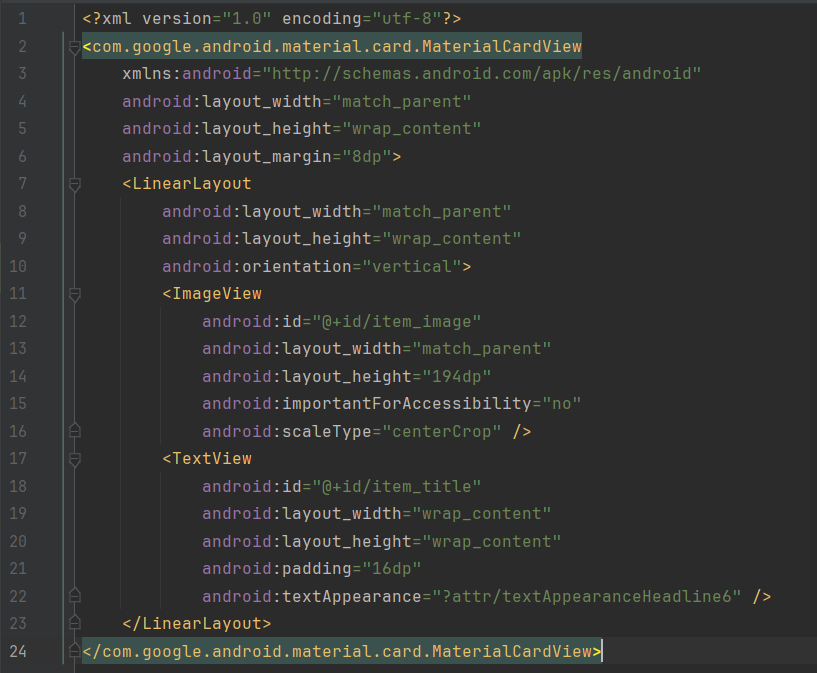 1 <?xml version="1.0" encoding="utf-8"?>
2 <com.google.android.material.card.MaterialCardView
3     xmlns:android="http://schemas.android.com/apk/res/android"
4     android:layout_width="match_parent"
5     android:layout_height="wrap_content"
6     android:layout_margin="8dp">
7     <LinearLayout
8         android:layout_width="match_parent"
9         android:layout_height="wrap_content"
10         android:orientation="vertical">
11         <ImageView
12             android:id="@+id/item_image"
13             android:layout_width="match_parent"
14             android:layout_height="194dp"
15             android:importantForAccessibility="no"
16             android:scaleType="centerCrop" />
17         <TextView
18             android:id="@+id/item_title"
19             android:layout_width="wrap_content"
20             android:layout_height="wrap_content"
21             android:padding="16dp"
22             android:textAppearance="?attr/textAppearanceHeadline6" />
23     </LinearLayout>
24 </com.google.android.material.card.MaterialCardView>